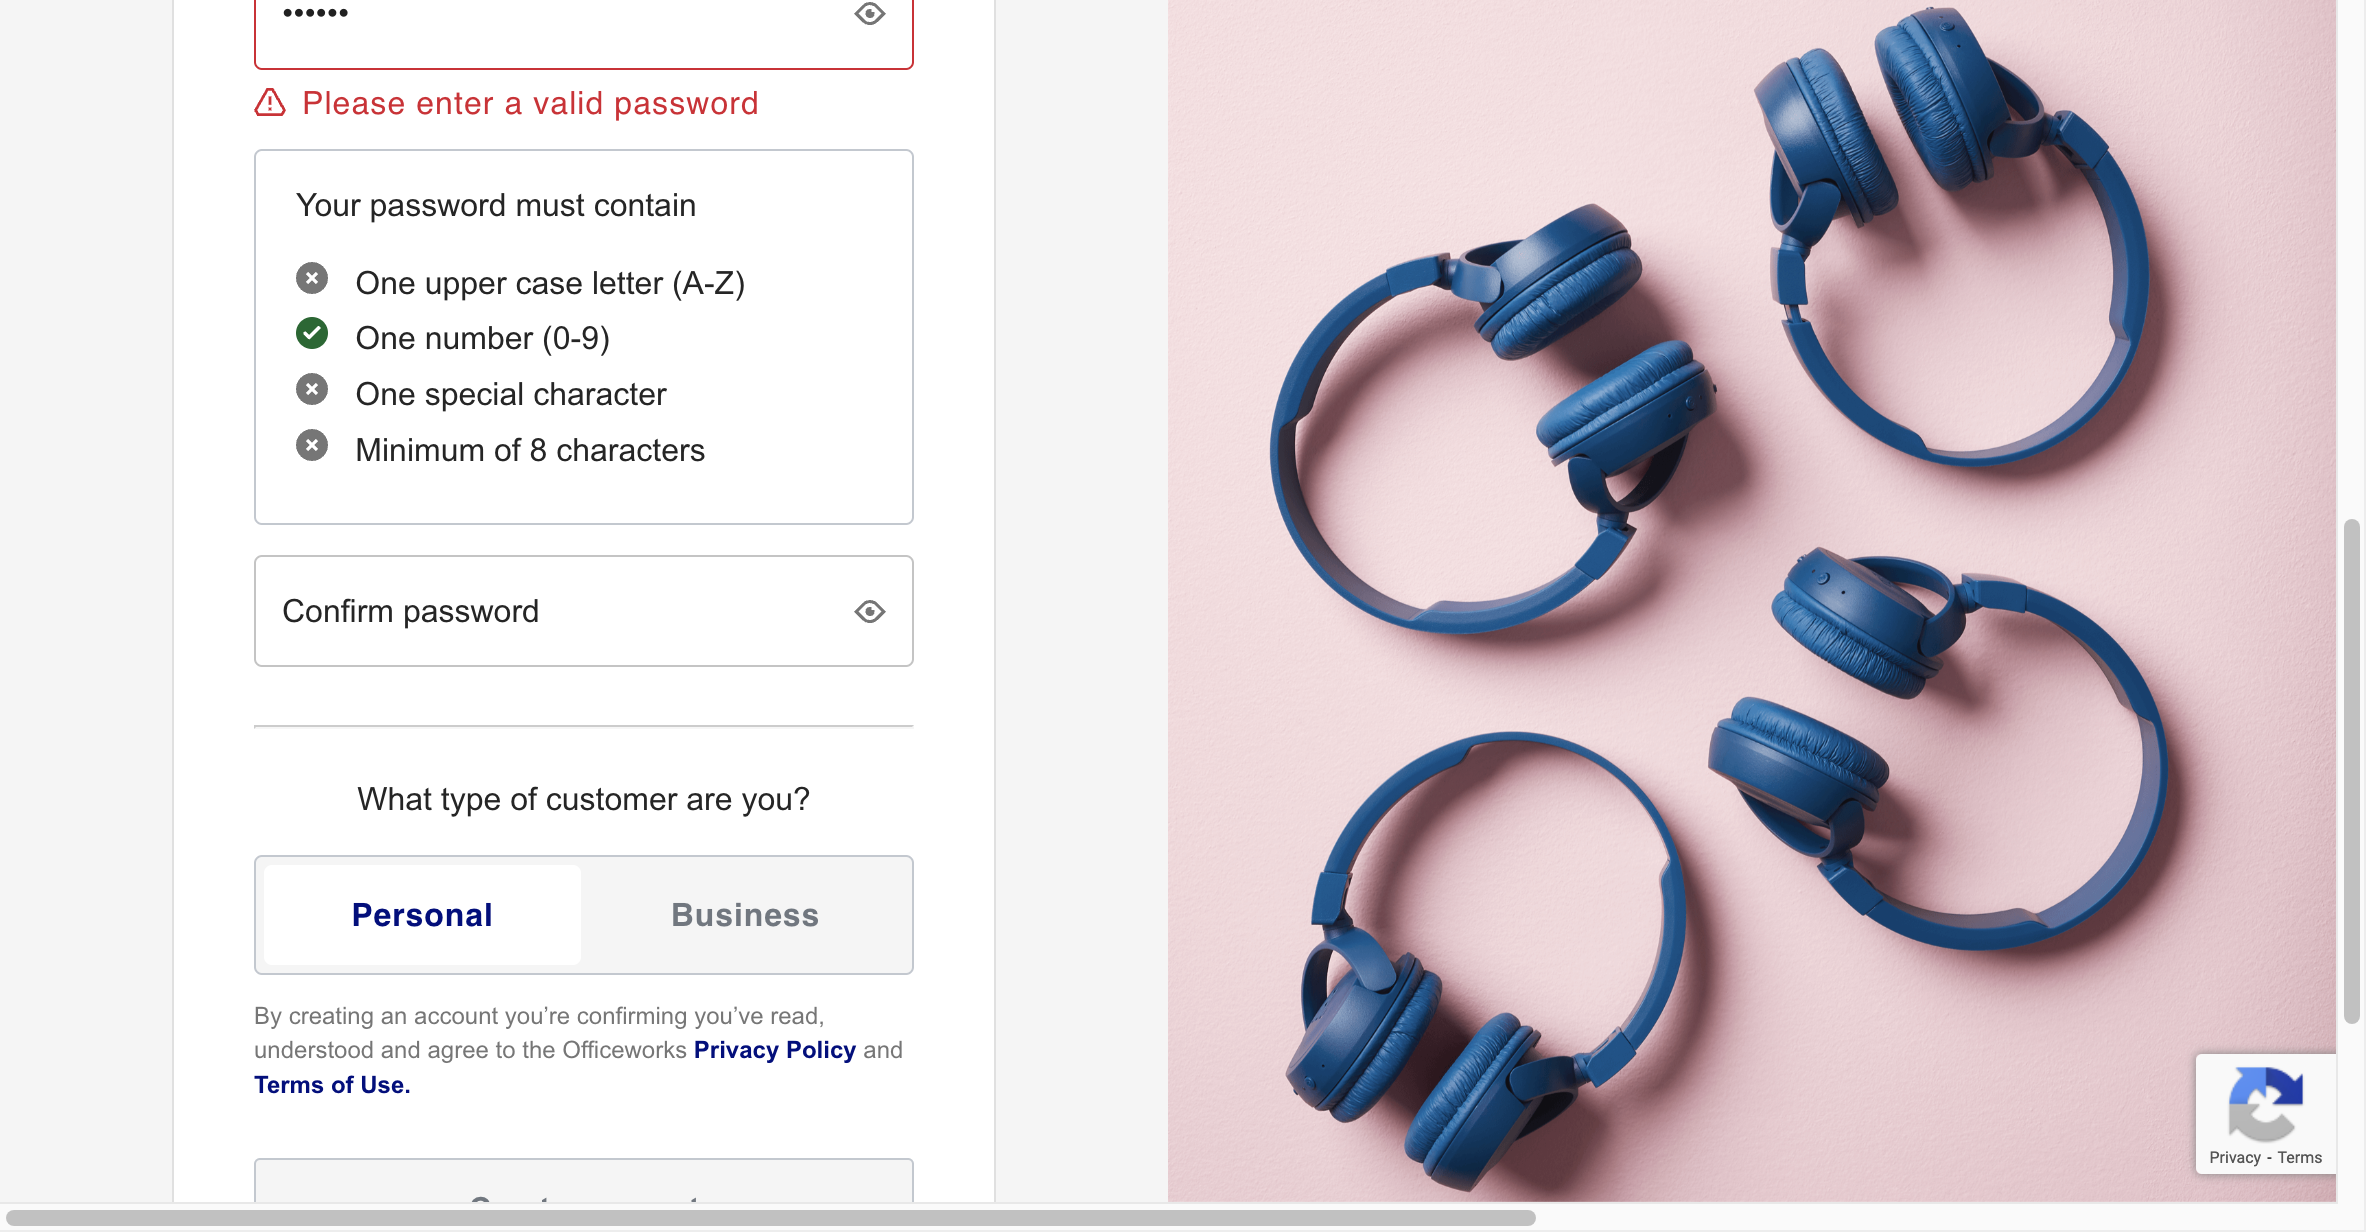 ••••••
Please enter a valid password
Your password must contain
One upper case letter (A-Z)
One number (0-9)
One special character
Minimum of 8 characters
Confirm password
What type of customer are you?
Personal
Business
By creating an account you’re confirming you’ve read,
understood and agree to the Officeworks Privacy Policy and
Terms of Use.
Privacy - Terms